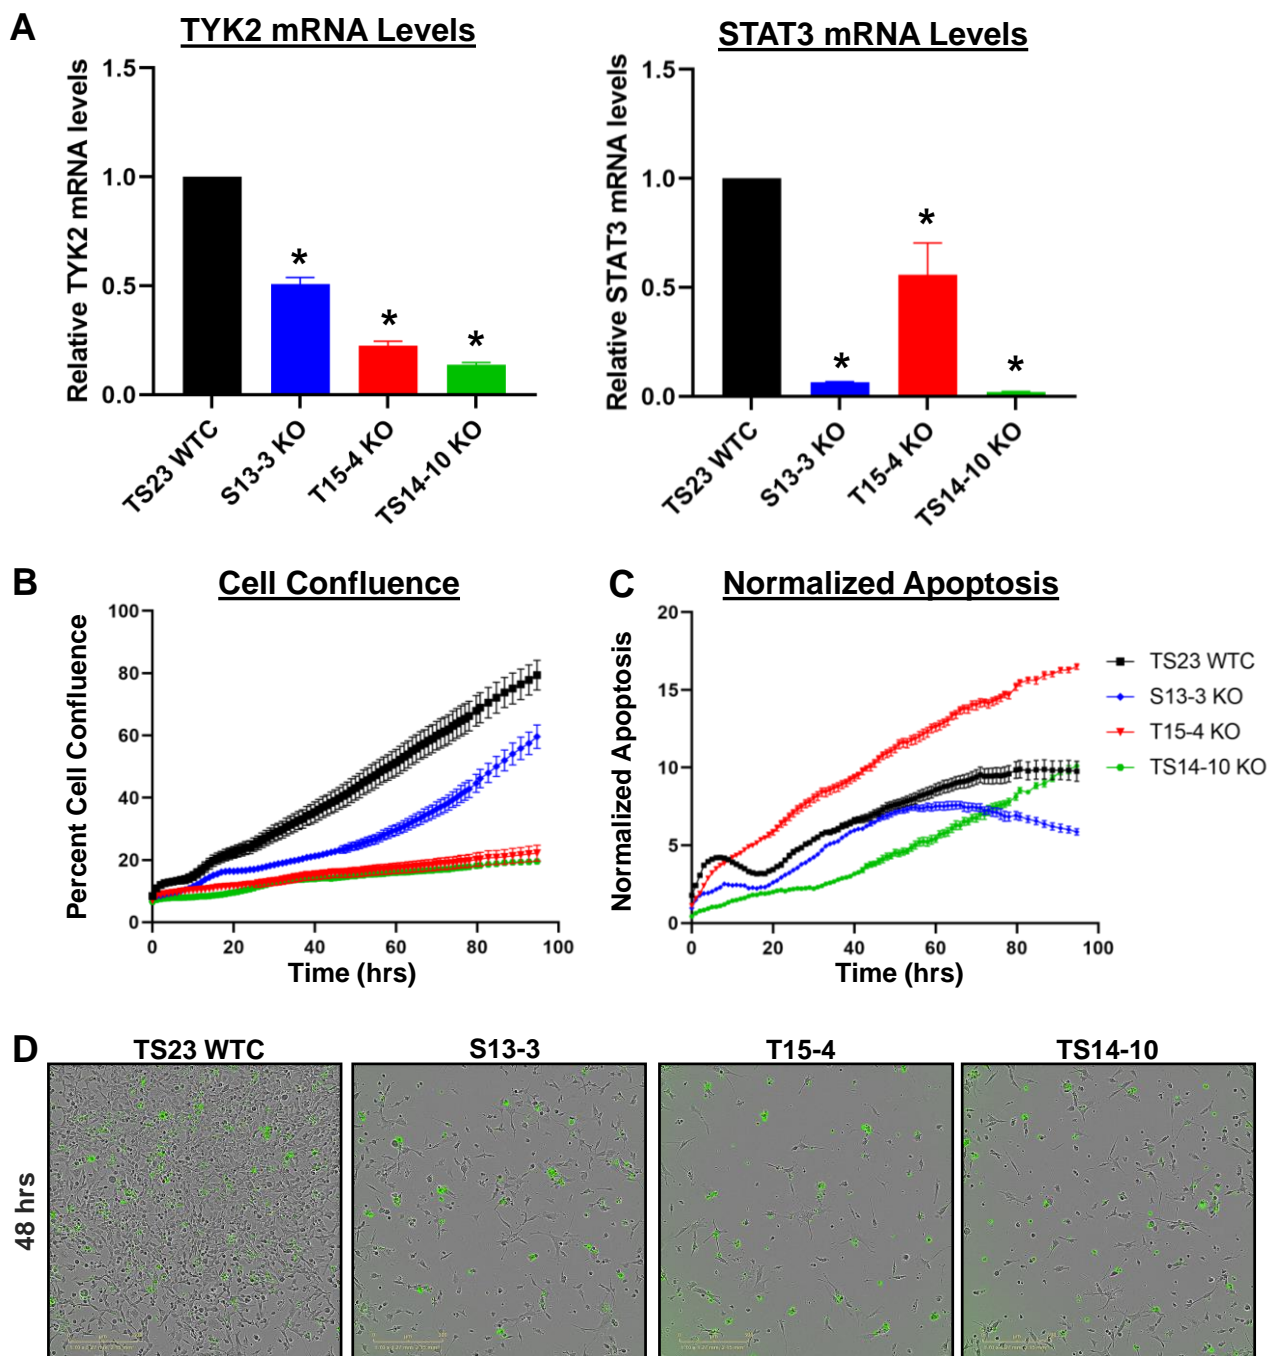 A
TYK2 mRNA Levels
Relative TYK2 mRNA levels
1.5
1.0
0.5
0.0
*
*
*
TS23 WTC
S13-3 KO
T15-4 KO
TS14-10 KO
STAT3 mRNA Levels
Relative STAT3 mRNA levels
1.5
1.0
0.5
0.0
*
*
*
TS23 WTC
S13-3 KO
T15-4 KO
TS14-10 KO
B
Cell Confluence
Percent Cell Confluence
100
80
60
40
20
0
0 20 40 60 80 100
Time (hrs)
C
Normalized Apoptosis
Normalized Apoptosis
20
15
10
5
0
0 20 40 60 80 100
Time (hrs)
TS23 WTC
S13-3 KO
T15-4 KO
TS14-10 KO
D
TS23 WTC
S13-3
T15-4
TS14-10
48 hrs